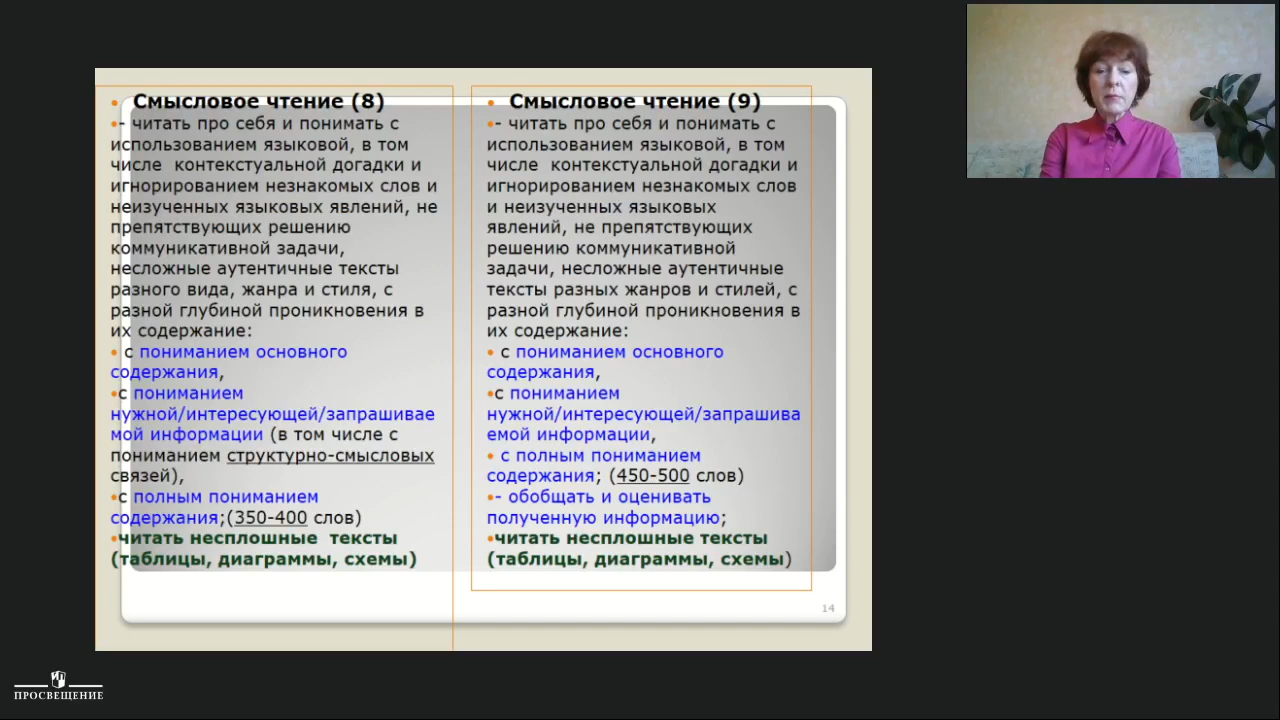 • Смысловое чтение (8)
•- читать про себя и понимать с
использованием языковой, в том
числе контекстуальной догадки и
игнорированием незнакомых слов и
неизученных языковых явлений, не
препятствующих решению
коммуникативной задачи,
несложные аутентичные тексты
разного вида, жанра и стиля, с
разной глубиной проникновения в
их содержание:
• с пониманием основного
содержания,
•с пониманием
нужной/интересующей/запрашивае
мой информации (в том числе с
пониманием структурно-смысловых
связей),
•с полным пониманием
содержания;(350-400 слов)
•читать несплошные тексты
(таблицы, диаграммы, схемы)
• Смысловое чтение (9)
•- читать про себя и понимать с
использованием языковой, в том
числе контекстуальной догадки и
игнорированием незнакомых слов
и неизученных языковых
явлений, не препятствующих
решению коммуникативной
задачи, несложные аутентичные
тексты разных жанров и стилей, с
разной глубиной проникновения в
их содержание:
• с пониманием основного
содержания,
•с пониманием
нужной/интересующей/запрашива
емой информации,
• с полным пониманием
содержания; (450-500 слов)
•- обобщать и оценивать
полученную информацию;
•читать несплошные тексты
(таблицы, диаграммы, схемы)
14
ПРОСВЕЩЕНИЕ